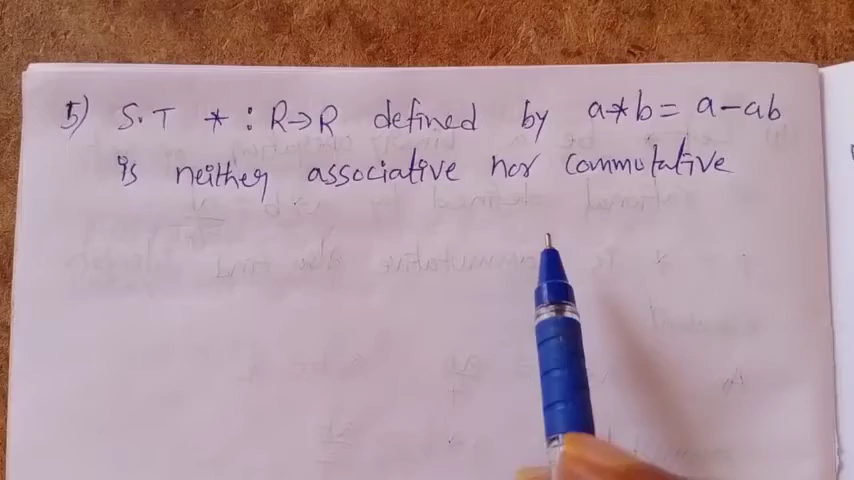 5) S.T * : R→R defined by a*b = a-ab
is neither associative nor commutative